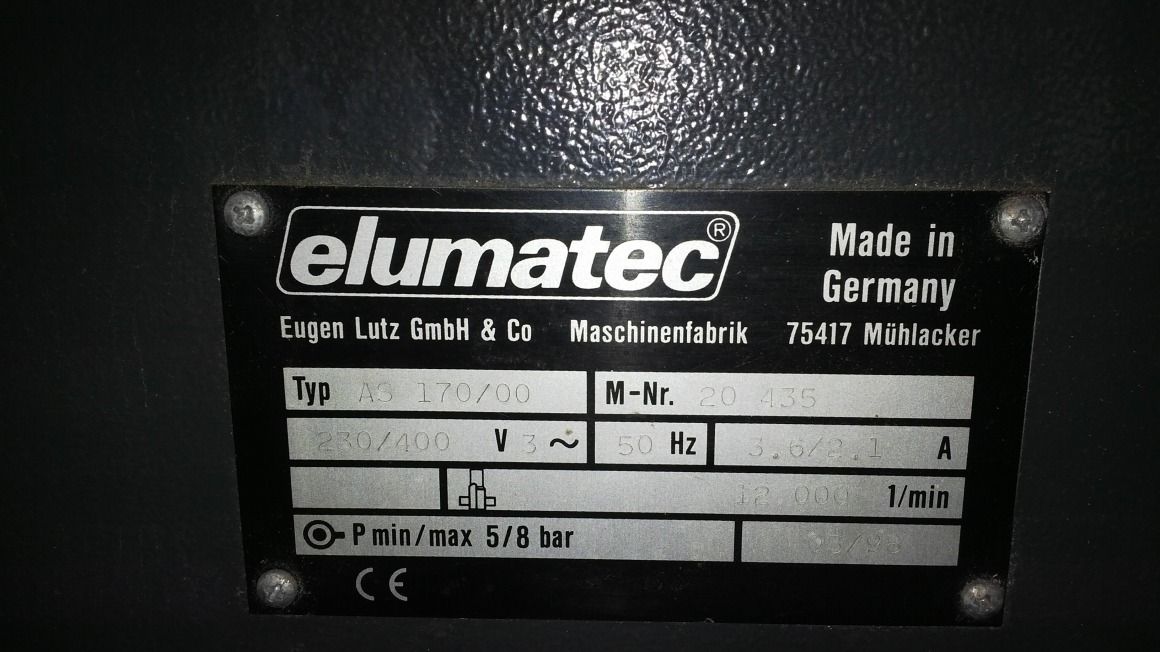 elumatec®
Made in
Germany
Eugen Lutz GmbH & Co Maschinenfabrik 75417 Mühlacker
Typ AS 170/00 M-Nr. 20 435
230/400 V 3 ~ 50 Hz 3.6/2.1 A
12 000 1/min
P min/max 5/8 bar
CE